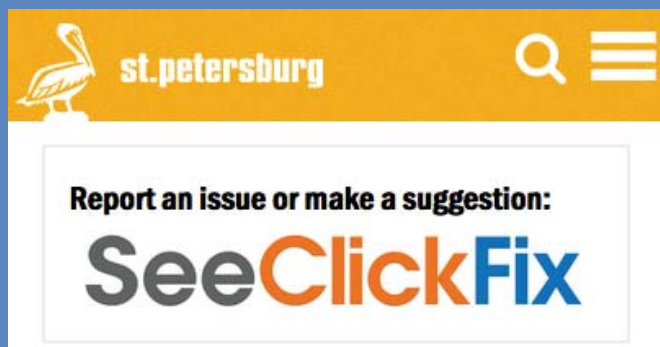 st.petersburg
Report an issue or make a suggestion:
SeeClickFix